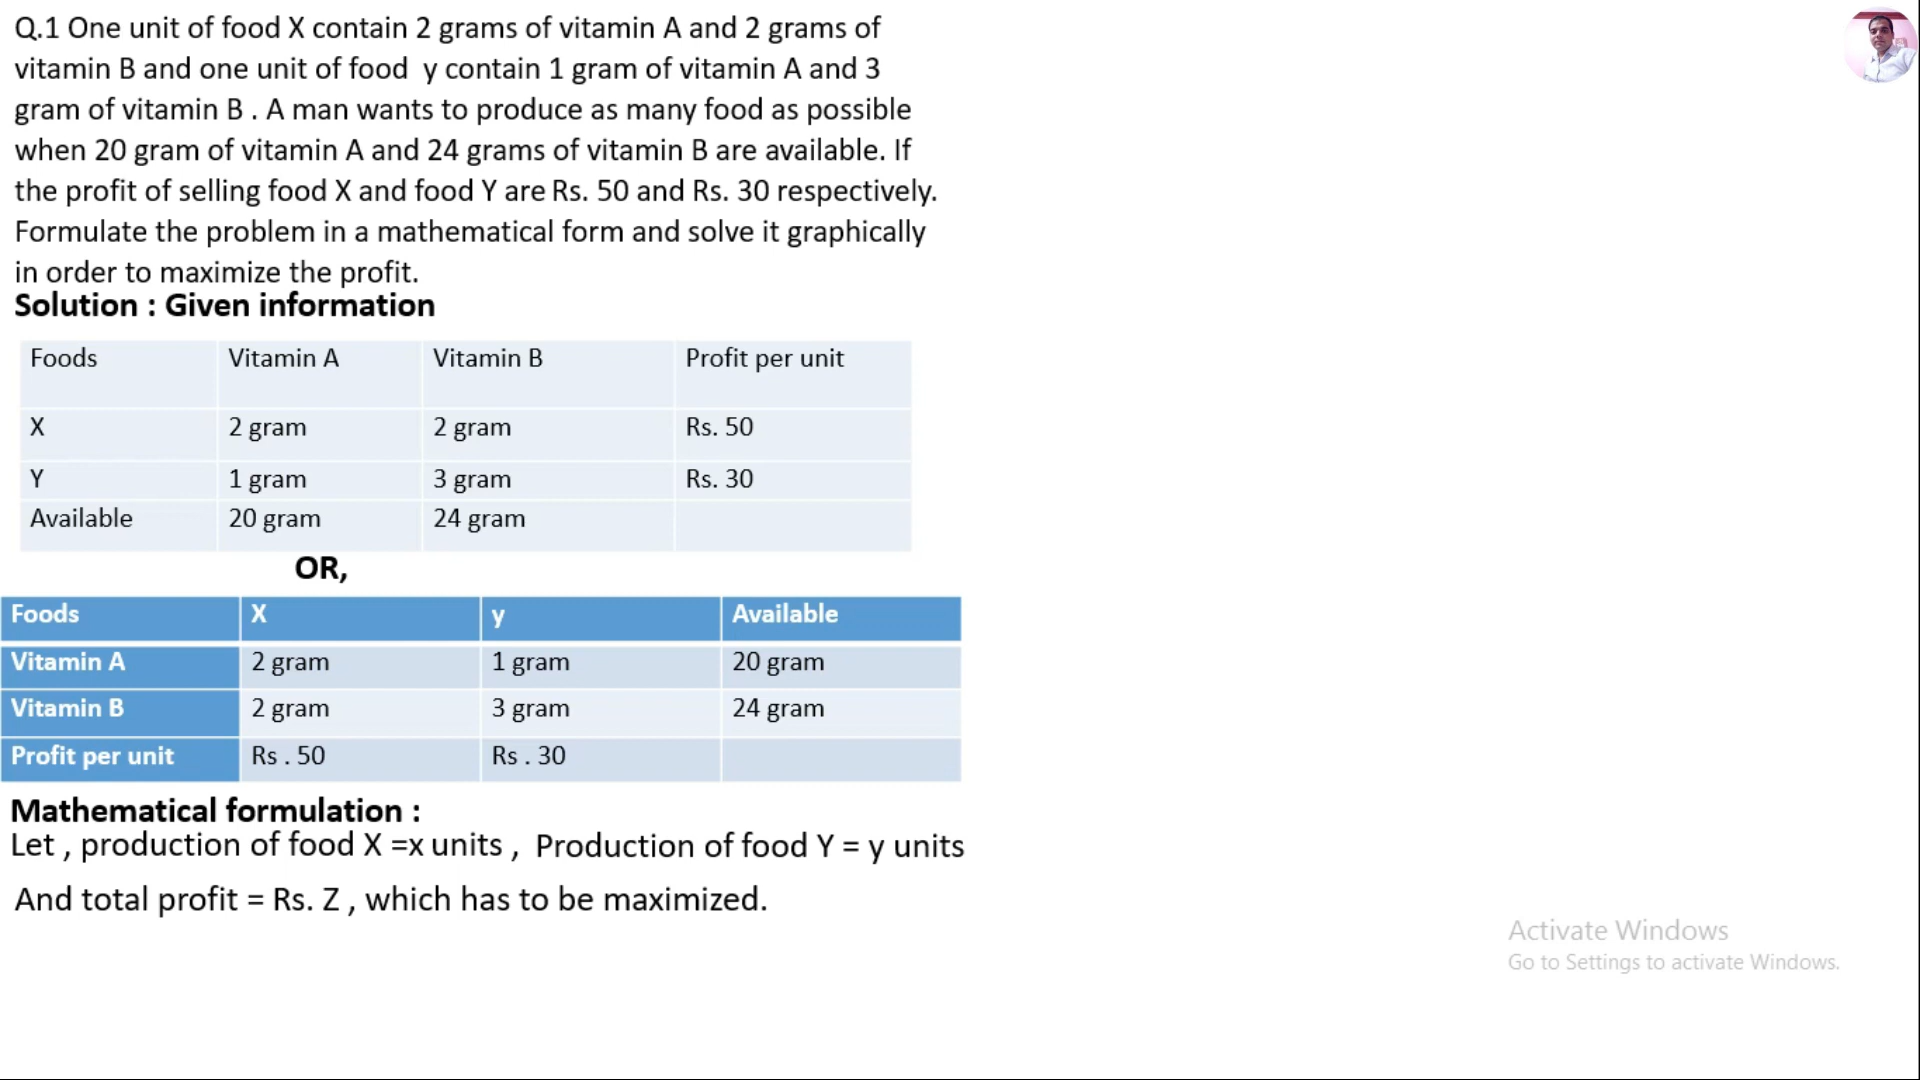 Q.1 One unit of food X contain 2 grams of vitamin A and 2 grams of
vitamin B and one unit of food y contain 1 gram of vitamin A and 3
gram of vitamin B . A man wants to produce as many food as possible
when 20 gram of vitamin A and 24 grams of vitamin B are available. If
the profit of selling food X and food Y are Rs. 50 and Rs. 30 respectively.
Formulate the problem in a mathematical form and solve it graphically
in order to maximize the profit.
Solution : Given information
Foods Vitamin A Vitamin B Profit per unit
X 2 gram 2 gram Rs. 50
Y 1 gram 3 gram Rs. 30
Available 20 gram 24 gram
OR,
Foods X y Available
Vitamin A 2 gram 1 gram 20 gram
Vitamin B 2 gram 3 gram 24 gram
Profit per unit Rs . 50 Rs . 30
Mathematical formulation :
Let , production of food X =x units , Production of food Y = y units
And total profit = Rs. Z , which has to be maximized.
Activate Windows
Go to Settings to activate Windows.